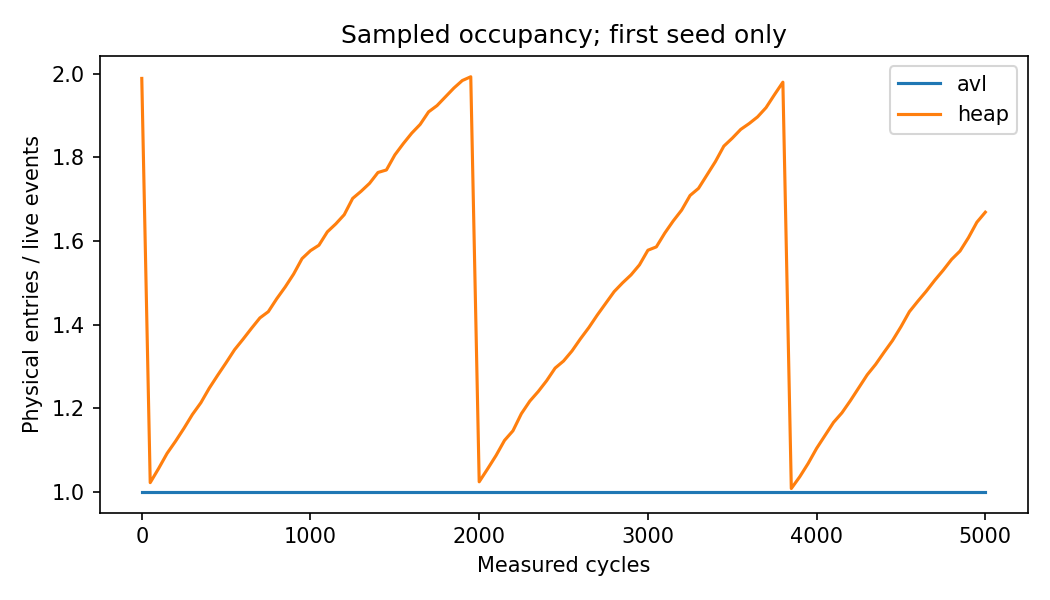 Sampled occupancy; first seed only
avl
heap
Physical entries / live events
2.0
1.8
1.6
1.4
1.2
1.0
0 1000 2000 3000 4000 5000
Measured cycles